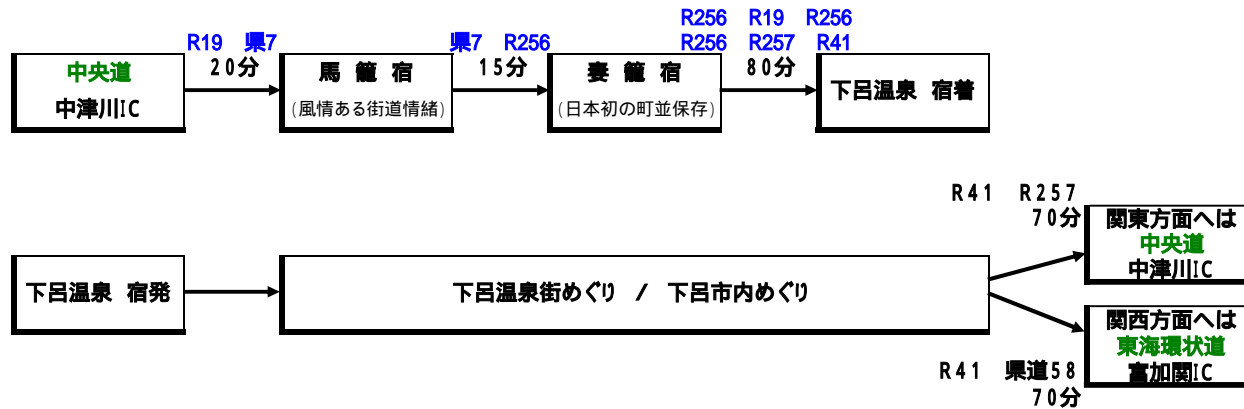 R256 R19 R256
R19 県7 県7 R256 R256 R257 R41
20分 15分 80分
中央道
中津川IC
馬 籠 宿
(風情ある街道情緒)
妻 籠 宿
(日本初の町並保存)
下呂温泉 宿着
R41 R257
70分
関東方面へは
中央道
中津川IC
下呂温泉 宿発
下呂温泉街めぐり / 下呂市内めぐり
関西方面へは
東海環状道
富加関IC
R41 県道58
70分